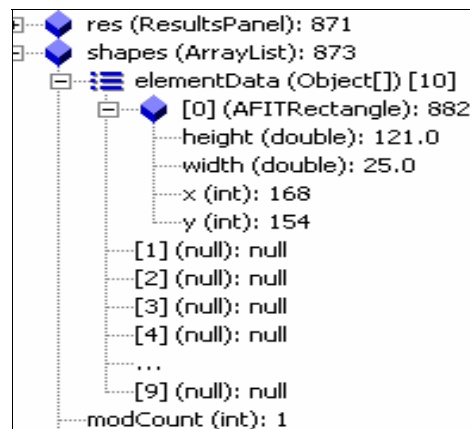 res (ResultsPanel): 871
shapes (ArrayList): 873
elementData (Object[]) [10]
[0] (AFITRectangle): 882
height (double): 121.0
width (double): 25.0
x (int): 168
y (int): 154
[1] (null): null
[2] (null): null
[3] (null): null
[4] (null): null
...
[9] (null): null
modCount (int): 1